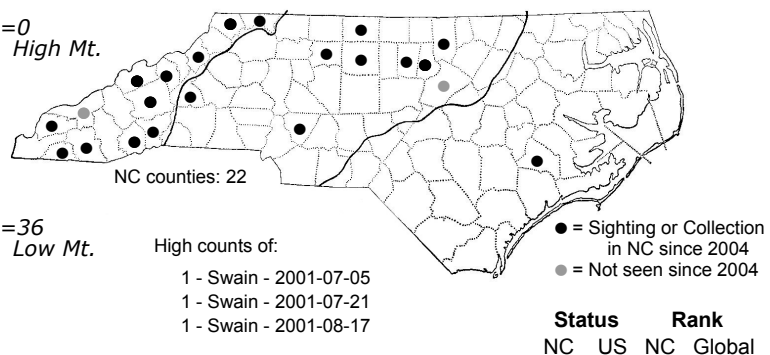 =0
High Mt.
NC counties: 22
=36
Low Mt.
High counts of:
1 - Swain - 2001-07-05
1 - Swain - 2001-07-21
1 - Swain - 2001-08-17
= Sighting or Collection
in NC since 2004
= Not seen since 2004
Status Rank
NC US NC Global